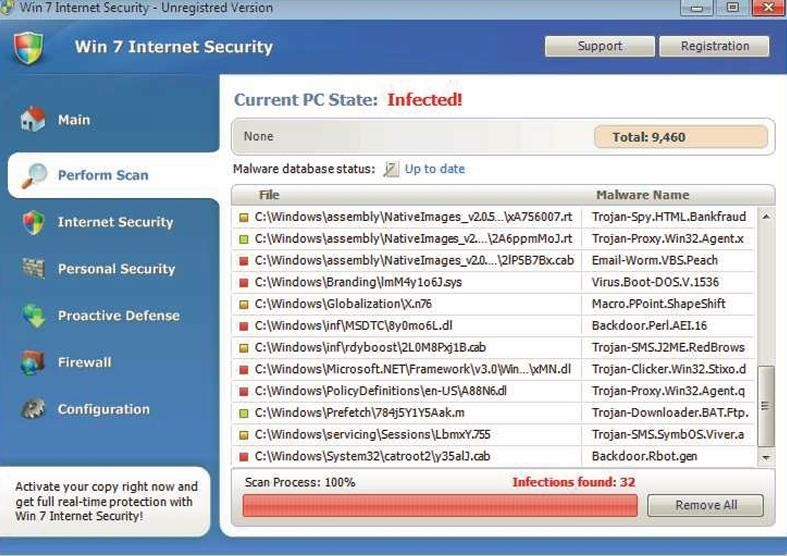 Win 7 Internet Security - Unregistred Version
Win 7 Internet Security
Support
Registration
Main
Perform Scan
Internet Security
Personal Security
Proactive Defense
Firewall
Configuration
Activate your copy right now and
get full real-time protection with
Win 7 Internet Security!
Current PC State: Infected!
None
Total: 9,460
Malware database status: Up to date
File Malware Name
C:\Windows\assembly\NativeImages_v2.0.5...\xA756007.rt Trojan-Spy.HTML.Bankfraud
C:\Windows\assembly\NativeImages_v2....\2A6ppmMoJ.rt Trojan-Proxy.Win32.Agent.x
C:\Windows\assembly\NativeImages_v2.0....\2lP5B7Bx.cab Email-Worm.VBS.Peach
C:\Windows\Branding\lmM4y1o6J.sys Virus.Boot-DOS.V.1536
C:\Windows\Globalization\X.n76 Macro.PPoint.ShapeShift
C:\Windows\inf\MSDTC\8y0mo6L.dl Backdoor.Perl.AEI.16
C:\Windows\inf\rdyboost\2L0M8Pxj1B.cab Trojan-SMS.J2ME.RedBrows
C:\Windows\Microsoft.NET\Framework\v3.0\Win...\xMN.dl Trojan-Clicker.Win32.Stixo.d
C:\Windows\PolicyDefinitions\en-US\A88N6.dl Trojan-Proxy.Win32.Agent.q
C:\Windows\Prefetch\784j5Y1Y5Aak.m Trojan-Downloader.BAT.Ftp.
C:\Windows\servicing\Sessions\LbmxY.755 Trojan-SMS.SymbOS.Viver.a
C:\Windows\System32\catroot2\y35alJ.cab Backdoor.Rbot.gen
Scan Process: 100%
Infections found: 32
Remove All